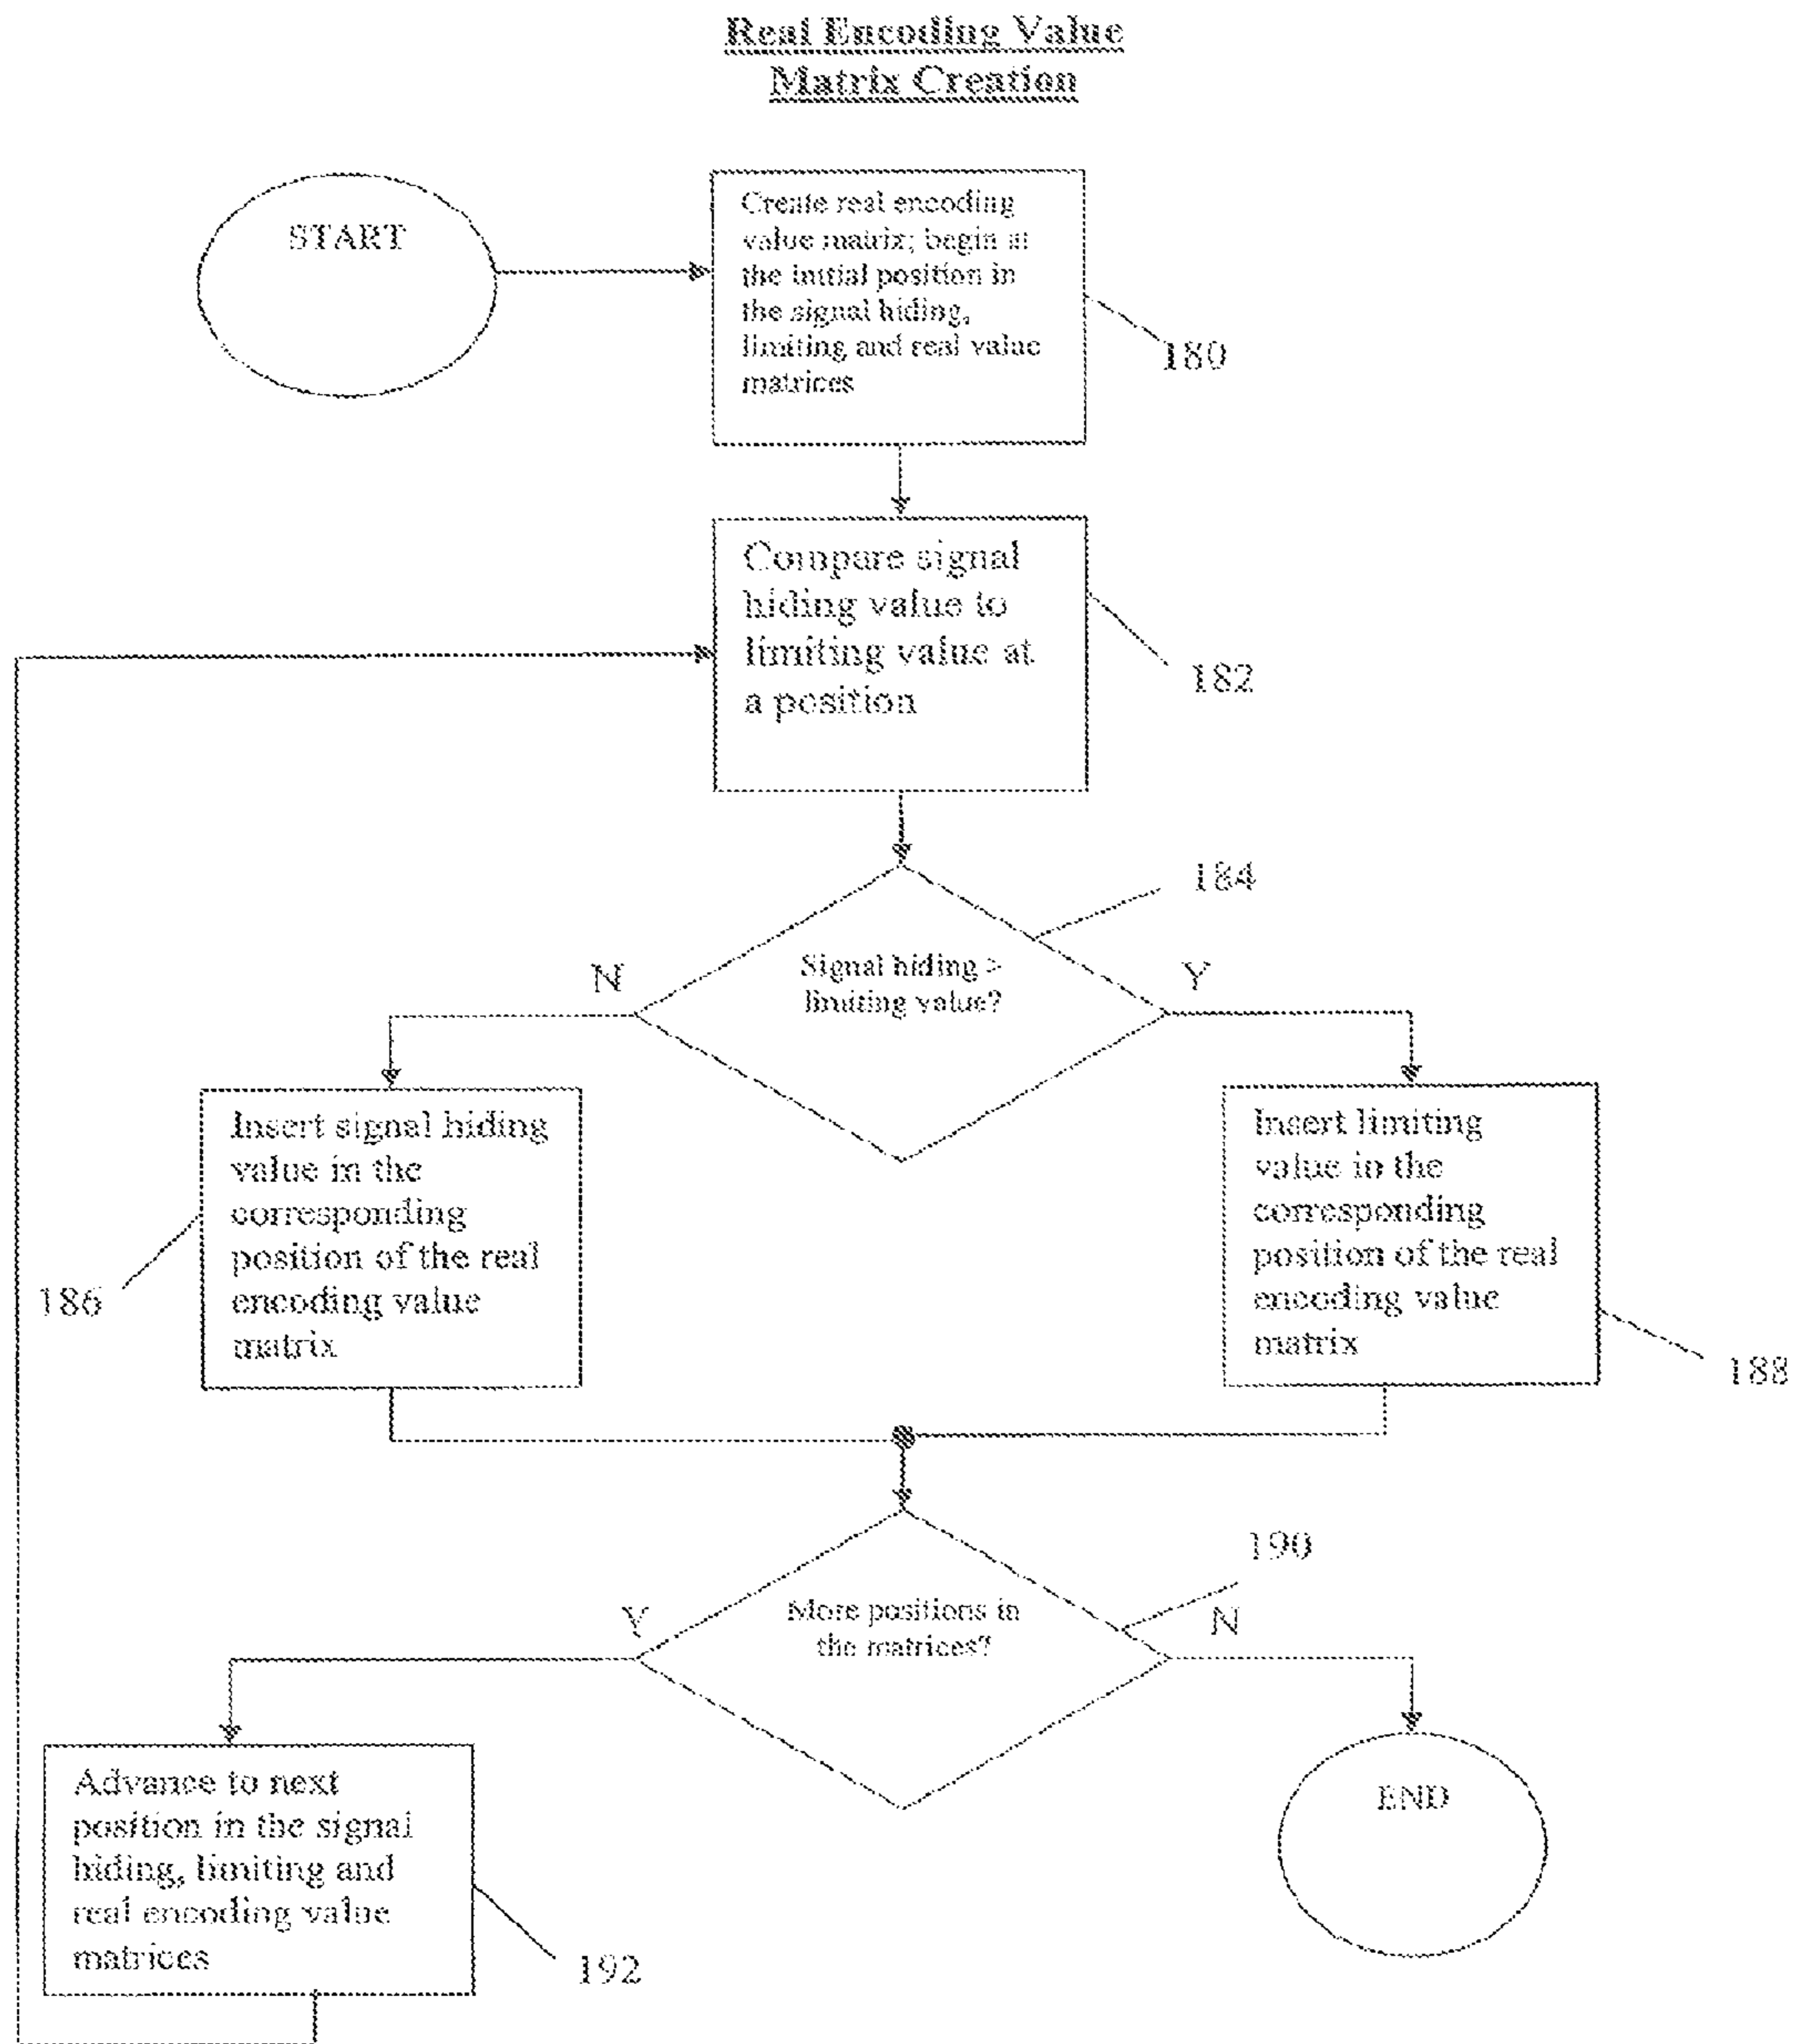 Real Encoding Value
Matrix Creation
START
Create real encoding
value matrix; begin at
the initial position in
the signal hiding,
limiting and real value
matrices
180
Compare signal
hiding value to
limiting value at
a position
182
184
N
Signal hiding >
limiting value?
Y
Insert signal hiding
value in the
corresponding
position of the real
encoding value
matrix
186
Insert limiting
value in the
corresponding
position of the real
encoding value
matrix
188
190
Y
More positions in
the matrices?
N
Advance to next
position in the signal
hiding, limiting and
real encoding value
matrices
192
END